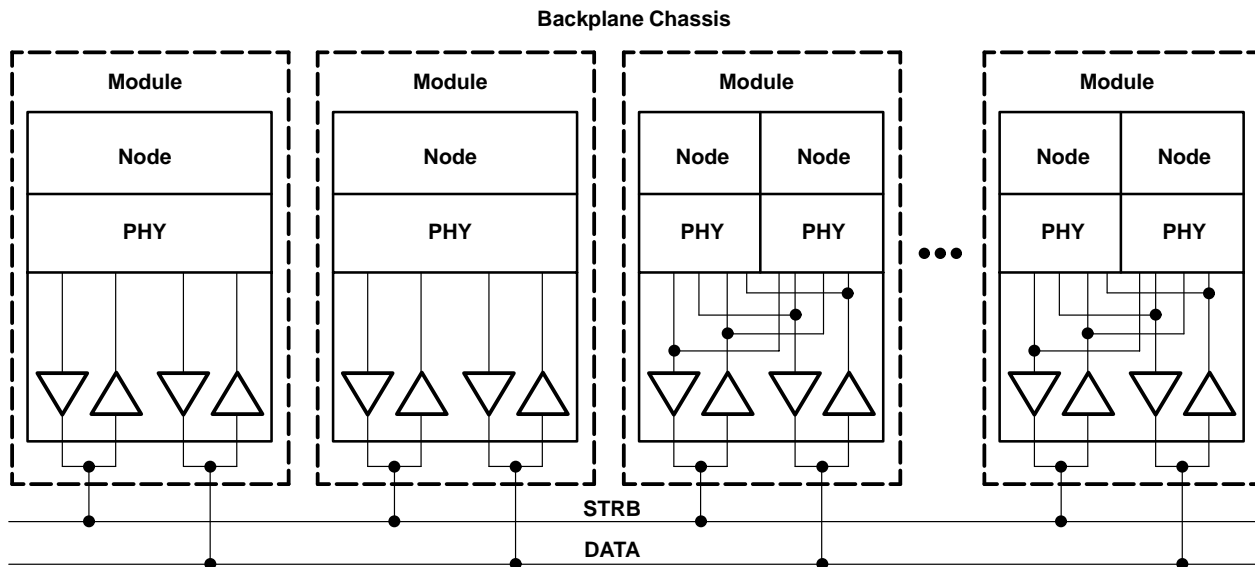 Backplane Chassis
Module Module Module Module
Node Node Node Node Node Node
PHY PHY PHY PHY PHY PHY
STRB
DATA